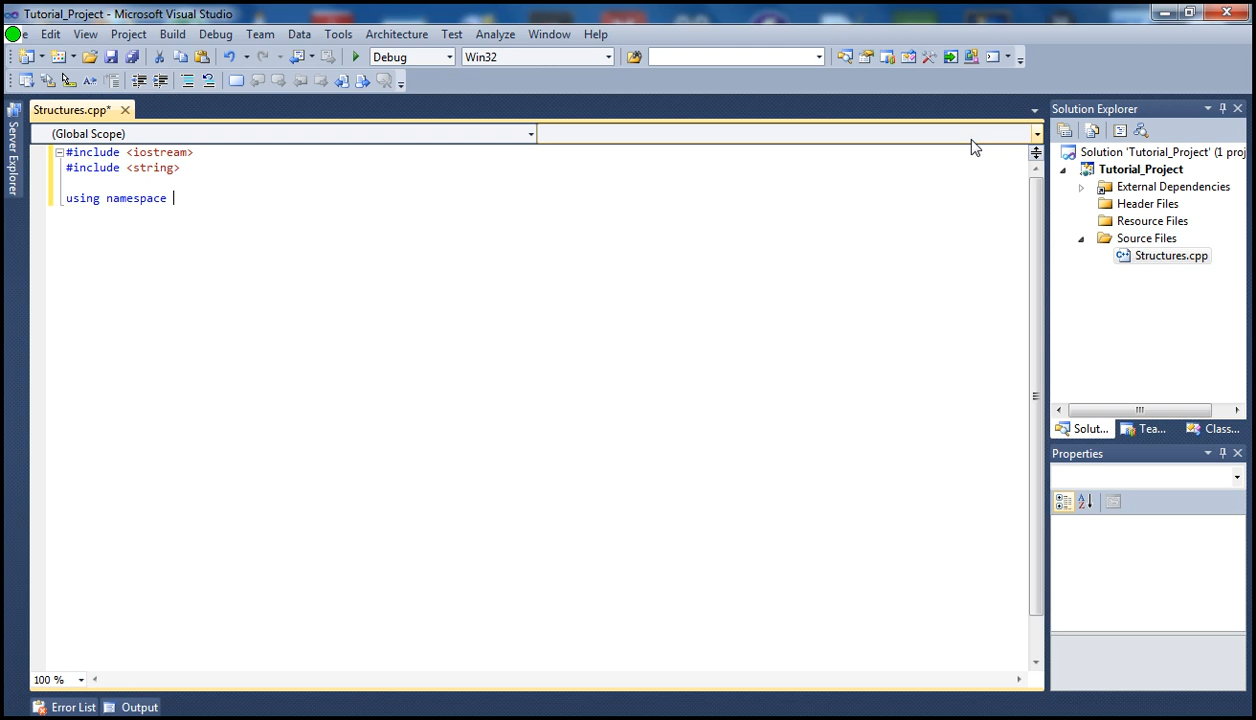 Tutorial_Project - Microsoft Visual Studio
Edit View Project Build Debug Team Data Tools Architecture Test Analyze Window Help
Debug Win32
Server Explorer
Structures.cpp*
(Global Scope)
#include <iostream>
#include <string>
using namespace
100 %
Solution Explorer
Solution 'Tutorial_Project' (1 proj
Tutorial_Project
External Dependencies
Header Files
Resource Files
Source Files
Structures.cpp
Solut... Tea... Class...
Properties
Error List Output